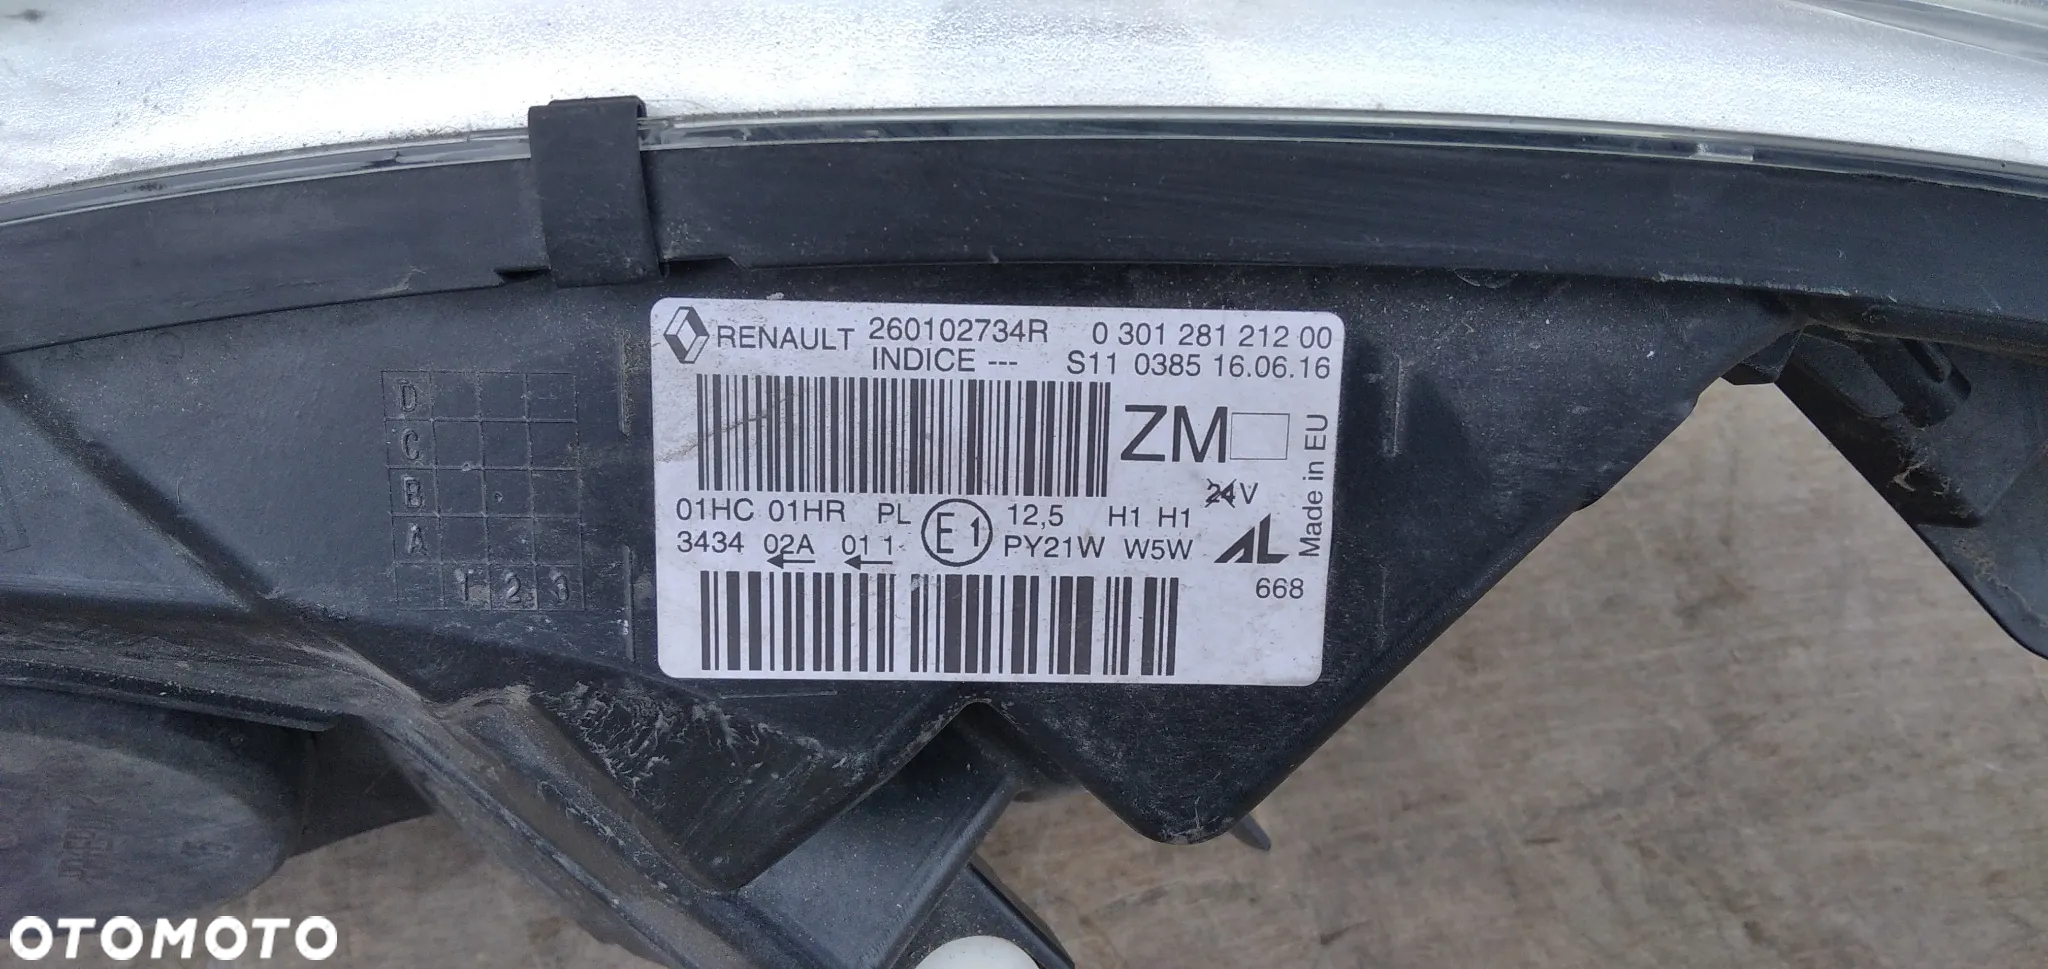 RENAULT 260102734R 0 301 281 212 00
INDICE --- S11 0385 16.06.16
ZM
Made in EU
24V
01HC 01HR PL E1 12,5 H1 H1
3434 02A 01 1 PY21W W5W AL
668
D
C
B
A
1 2 3
OTOMOTO